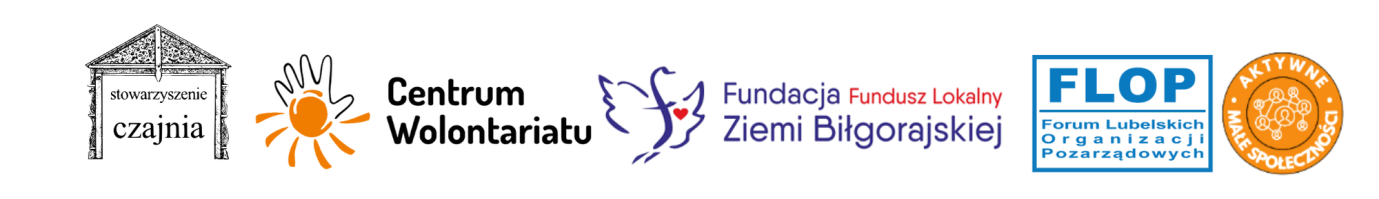 stowarzyszenie
czajnia
Centrum
Wolontariatu
Fundacja Fundusz Lokalny
Ziemi Biłgorajskiej
FLOP
Forum Lubelskich
Organizacji
Pozarządowych
AKTYWNE
MAŁE SPOŁECZNOŚCI